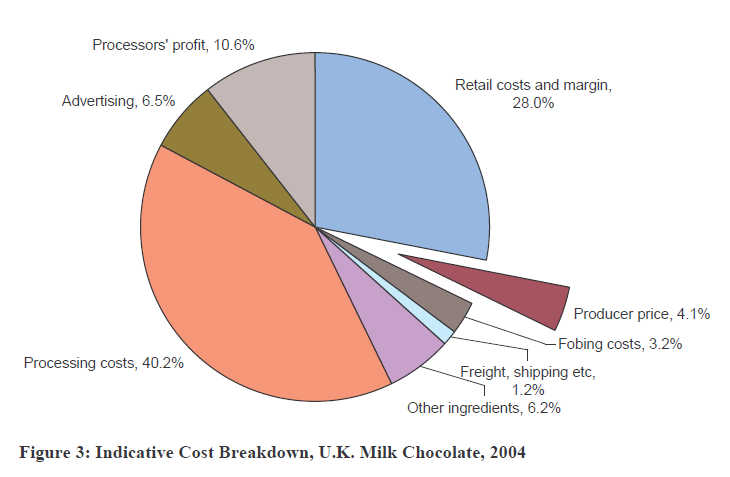 Processors' profit, 10.6%
Retail costs and margin,
28.0%
Advertising, 6.5%
Producer price, 4.1%
Fobing costs, 3.2%
Processing costs, 40.2%
Freight, shipping etc,
1.2%
Other ingredients, 6.2%
Figure 3: Indicative Cost Breakdown, U.K. Milk Chocolate, 2004